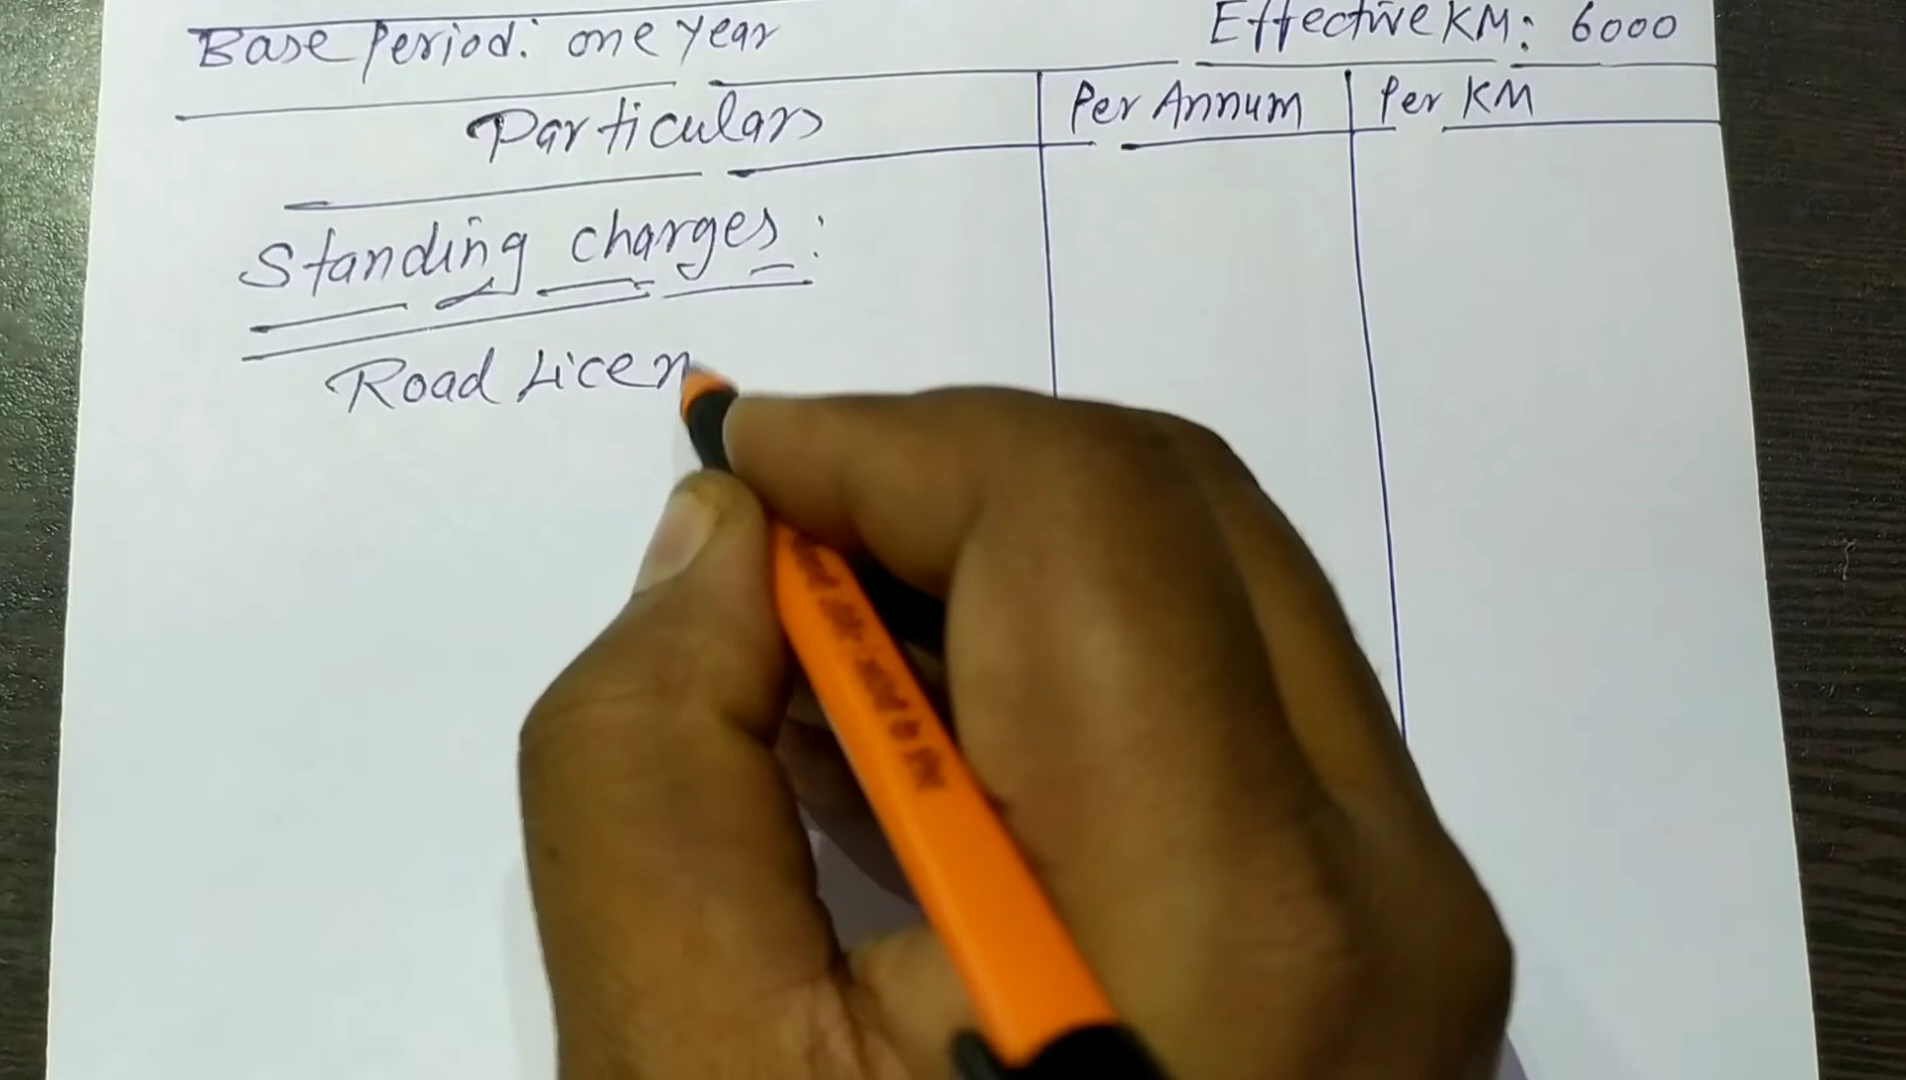 Base Period: one year
Effective KM: 6000
Particulars Per Annum Per KM
Standing charges:
Road Licen